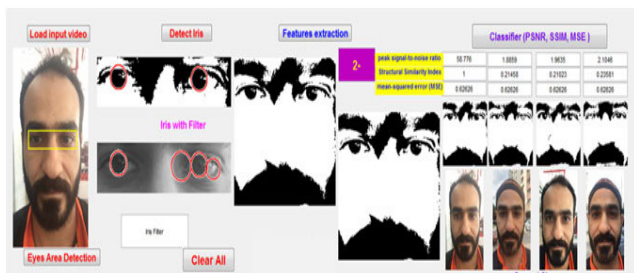 Load input video
Detect Iris
Features extraction
Classifier (PSNR, SSIM, MSE )
2-
peak signal-to-noise ratio
58.776 1.8859 1.9635 2.1046
Structural Similarity Index
1 0.21458 0.21823 0.23581
mean-squared error (MSE)
0.62626 0.62626 0.62626 0.62626
Iris with Filter
Iris Filter
Eyes Area Detection
Clear All